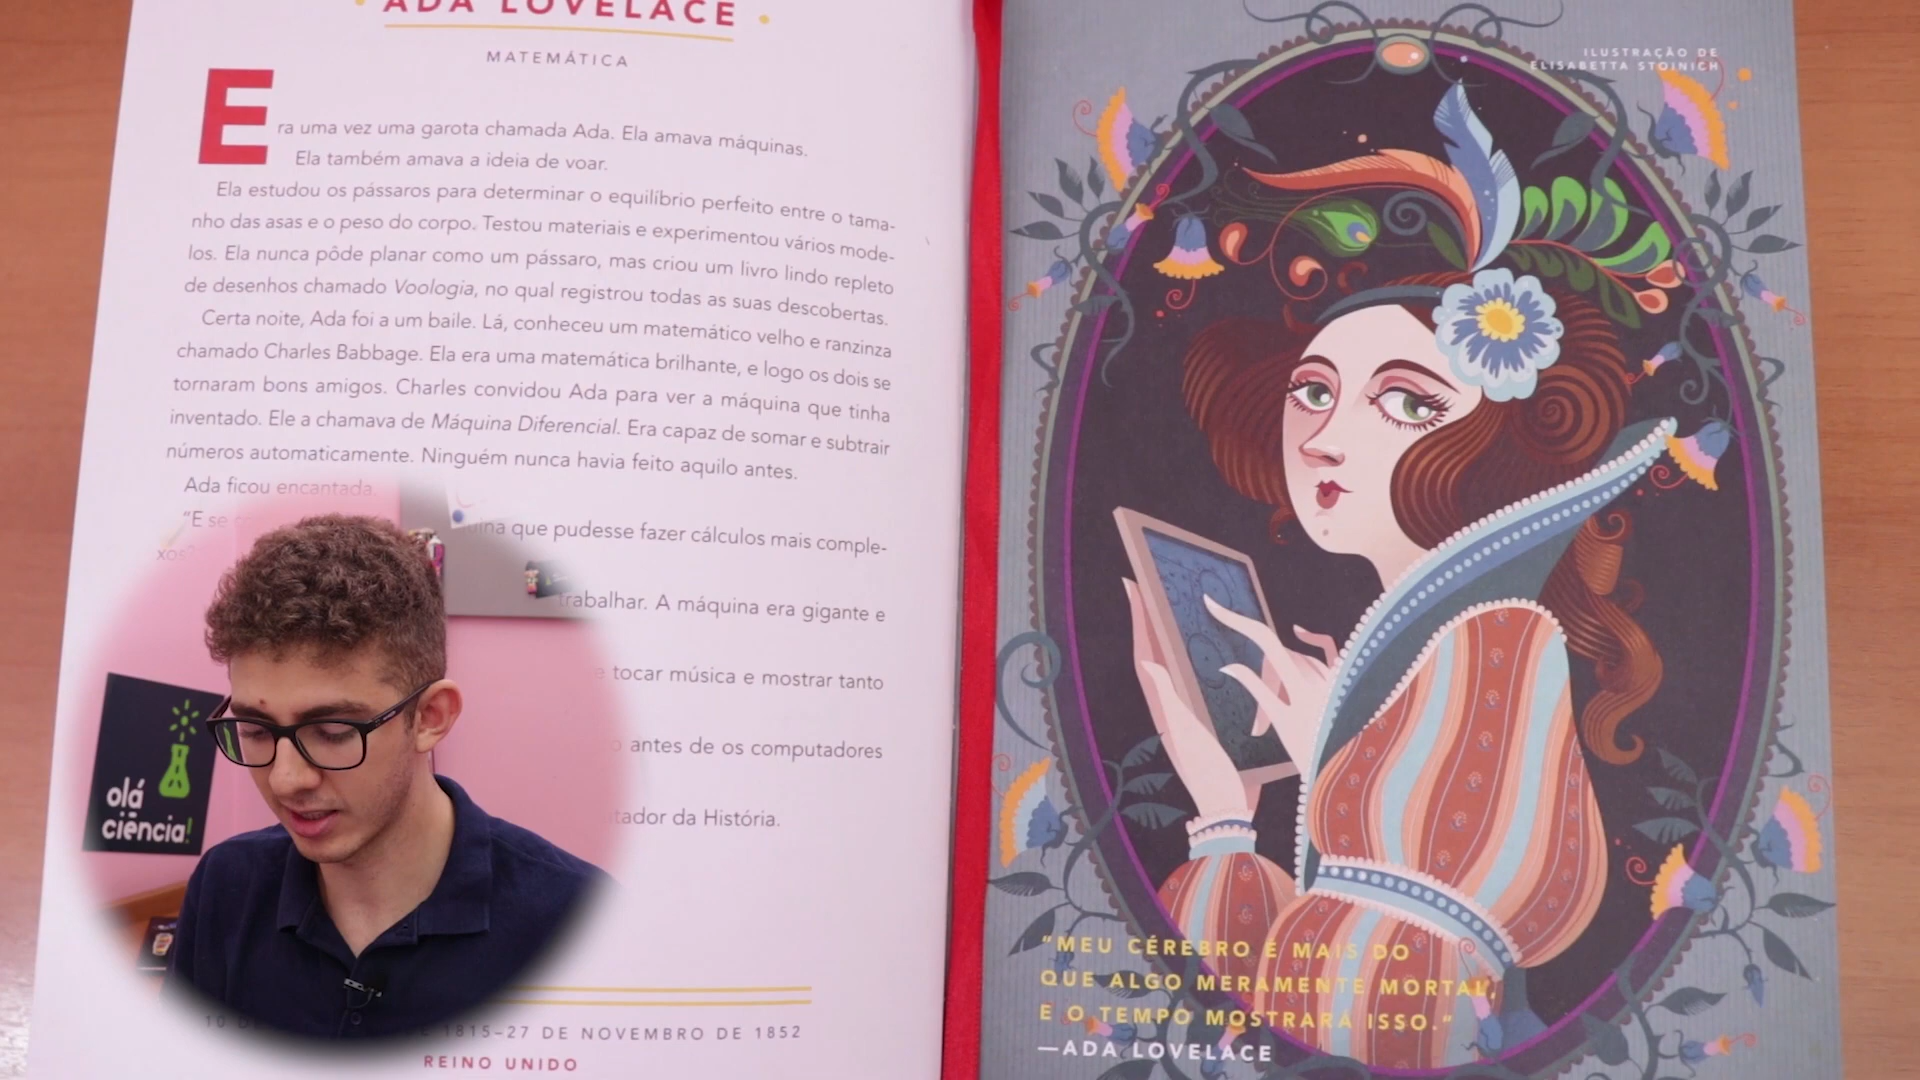 ADA LOVELACE
MATEMÁTICA
Era uma vez uma garota chamada Ada. Ela amava máquinas.
Ela também amava a ideia de voar.
Ela estudou os pássaros para determinar o equilíbrio perfeito entre o tama-
nho das asas e o peso do corpo. Testou materiais e experimentou vários mode-
los. Ela nunca pôde planar como um pássaro, mas criou um livro lindo repleto
de desenhos chamado Voologia, no qual registrou todas as suas descobertas.
Certa noite, Ada foi a um baile. Lá, conheceu um matemático velho e ranzinza
chamado Charles Babbage. Ela era uma matemática brilhante, e logo os dois se
tornaram bons amigos. Charles convidou Ada para ver a máquina que tinha
inventado. Ele a chamava de Máquina Diferencial. Era capaz de somar e subtrair
números automaticamente. Ninguém nunca havia feito aquilo antes.
Ada ficou encantada.
“E se
que pudesse fazer cálculos mais comple-
xos?
trabalhar. A máquina era gigante e
tocar música e mostrar tanto
antes de os computadores
da História.
olá
ciência!
10 1815–27 DE NOVEMBRO DE 1852
REINO UNIDO
ILUSTRAÇÃO DE
ELISABETTA STOINICH
“MEU CÉREBRO É MAIS DO
QUE ALGO MERAMENTE MORTAL,
E O TEMPO MOSTRARÁ ISSO.”
—ADA LOVELACE